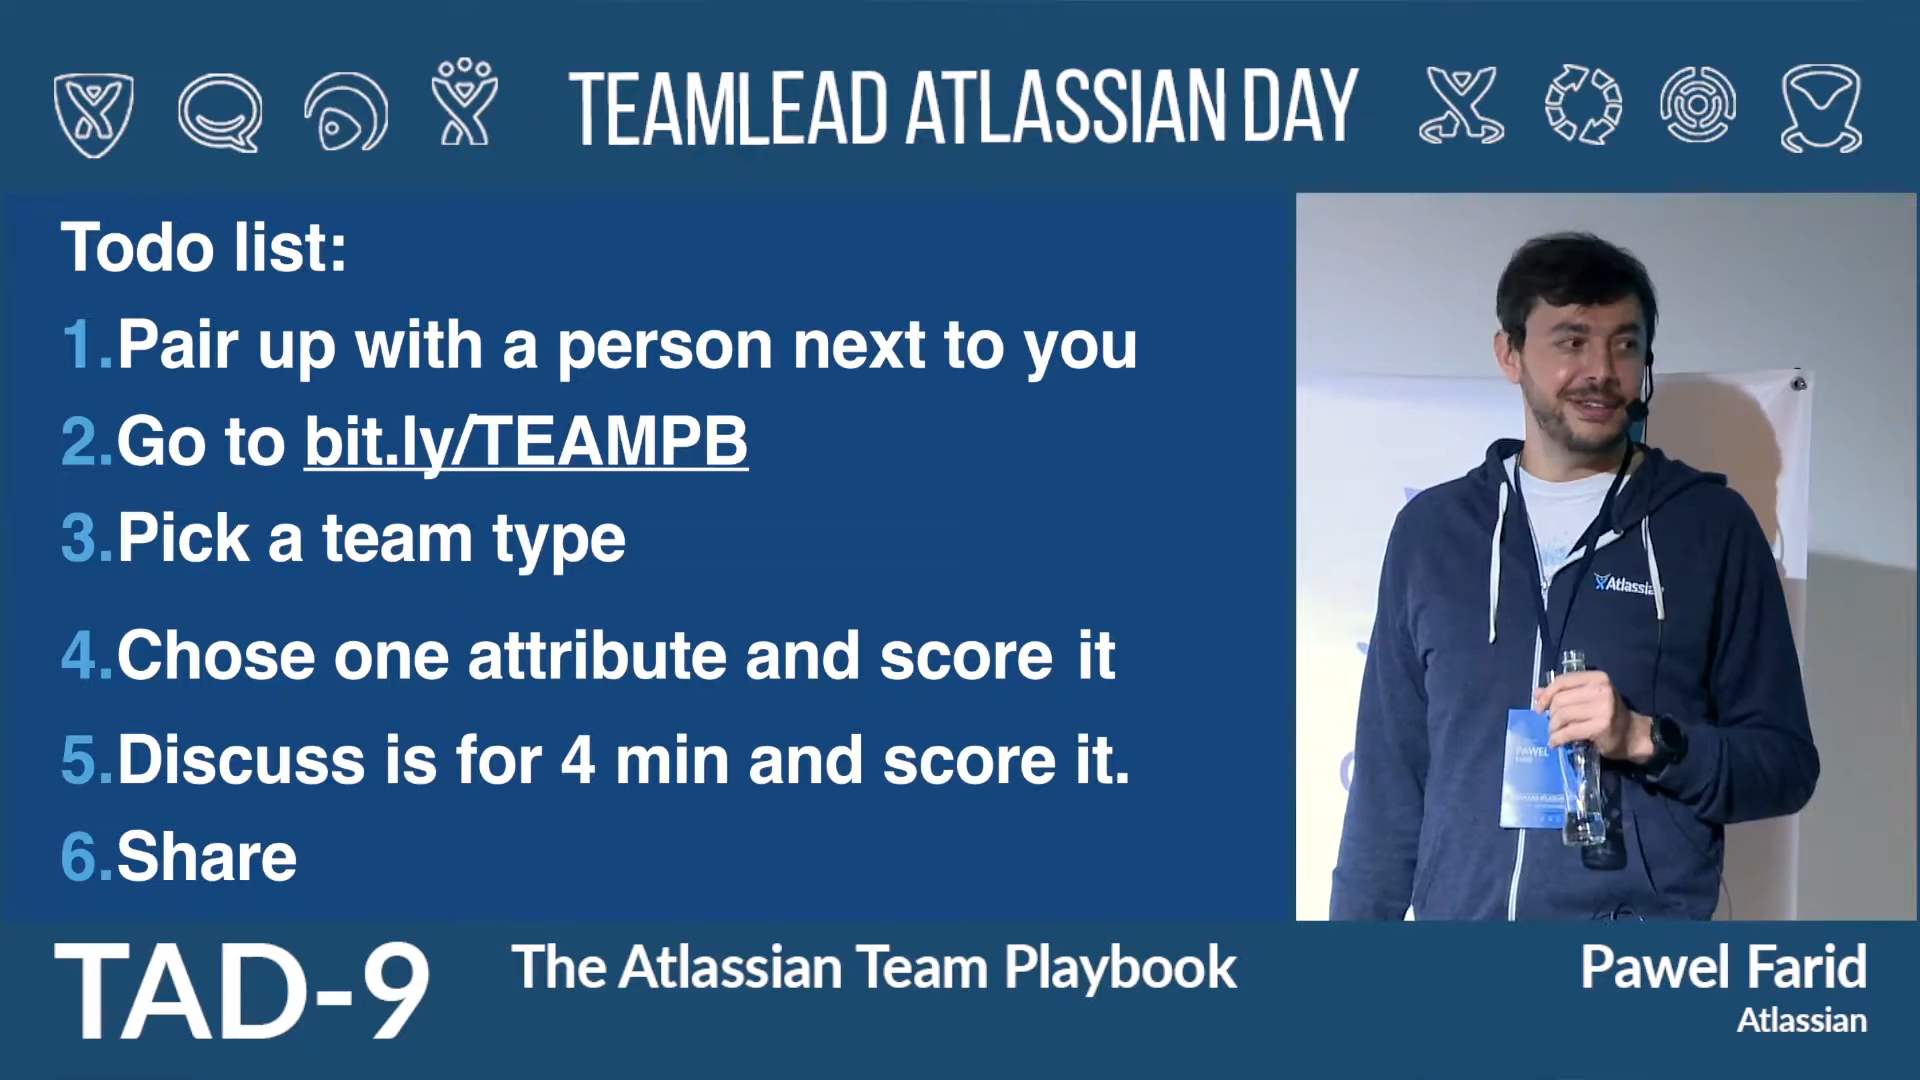 TEAMLEAD ATLASSIAN DAY
Todo list:
1.Pair up with a person next to you
2.Go to bit.ly/TEAMPB
3.Pick a team type
4.Chose one attribute and score it
5.Discuss is for 4 min and score it.
6.Share
Atlassian
PAWEL
TAD-9
The Atlassian Team Playbook
Pawel Farid
Atlassian